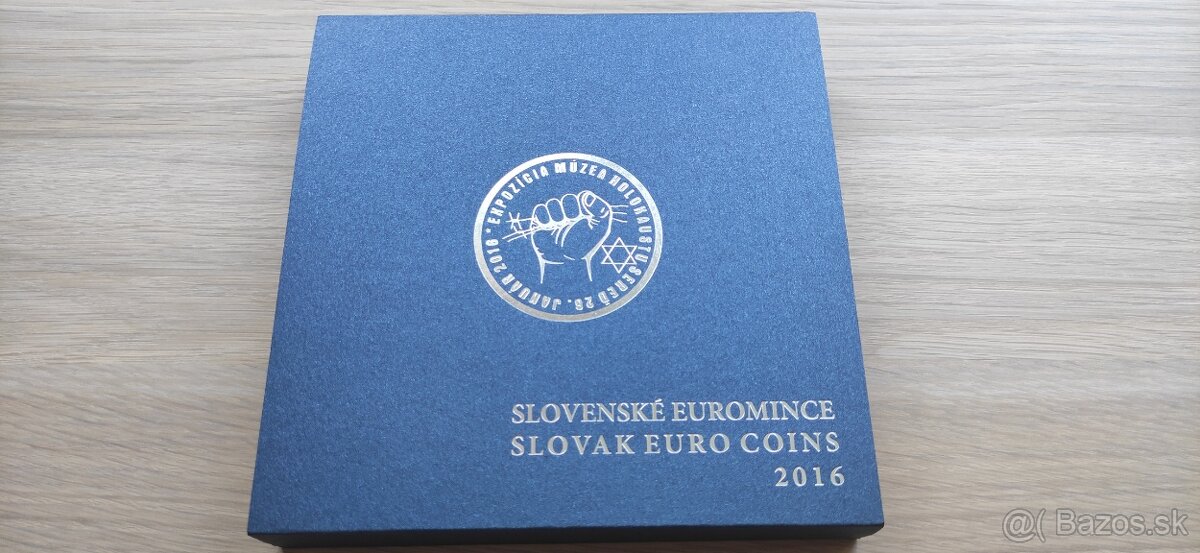 EXPOZÍCIA MÚZEA HOLOKAUSTU SEREĎ 26. JANUÁR 2016 •
SLOVENSKÉ EUROMINCE
SLOVAK EURO COINS
2016
@( Bazos.sk